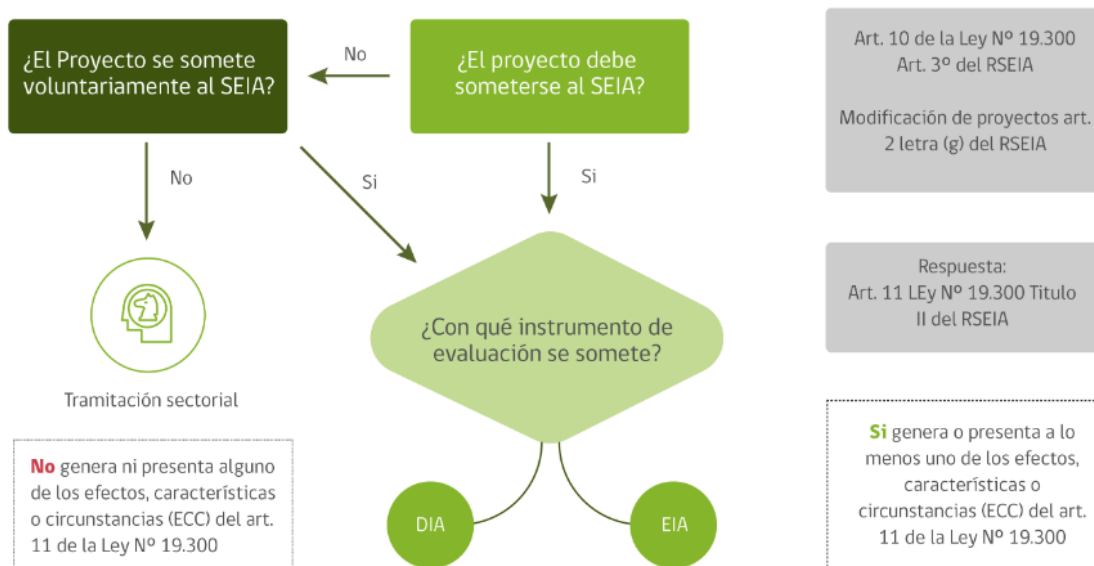 ¿El Proyecto se somete
voluntariamente al SEIA?
No
¿El proyecto debe
someterse al SEIA?
Art. 10 de la Ley Nº 19.300
Art. 3º del RSEIA
Modificación de proyectos art.
2 letra (g) del RSEIA
No
Si
Si
Respuesta:
Art. 11 LEy Nº 19.300 Titulo
II del RSEIA
¿Con qué instrumento de
evaluación se somete?
Tramitación sectorial
No genera ni presenta alguno
de los efectos, características
o circunstancias (ECC) del art.
11 de la Ley Nº 19.300
DIA
EIA
Si genera o presenta a lo
menos uno de los efectos,
características o
circunstancias (ECC) del art.
11 de la Ley Nº 19.300